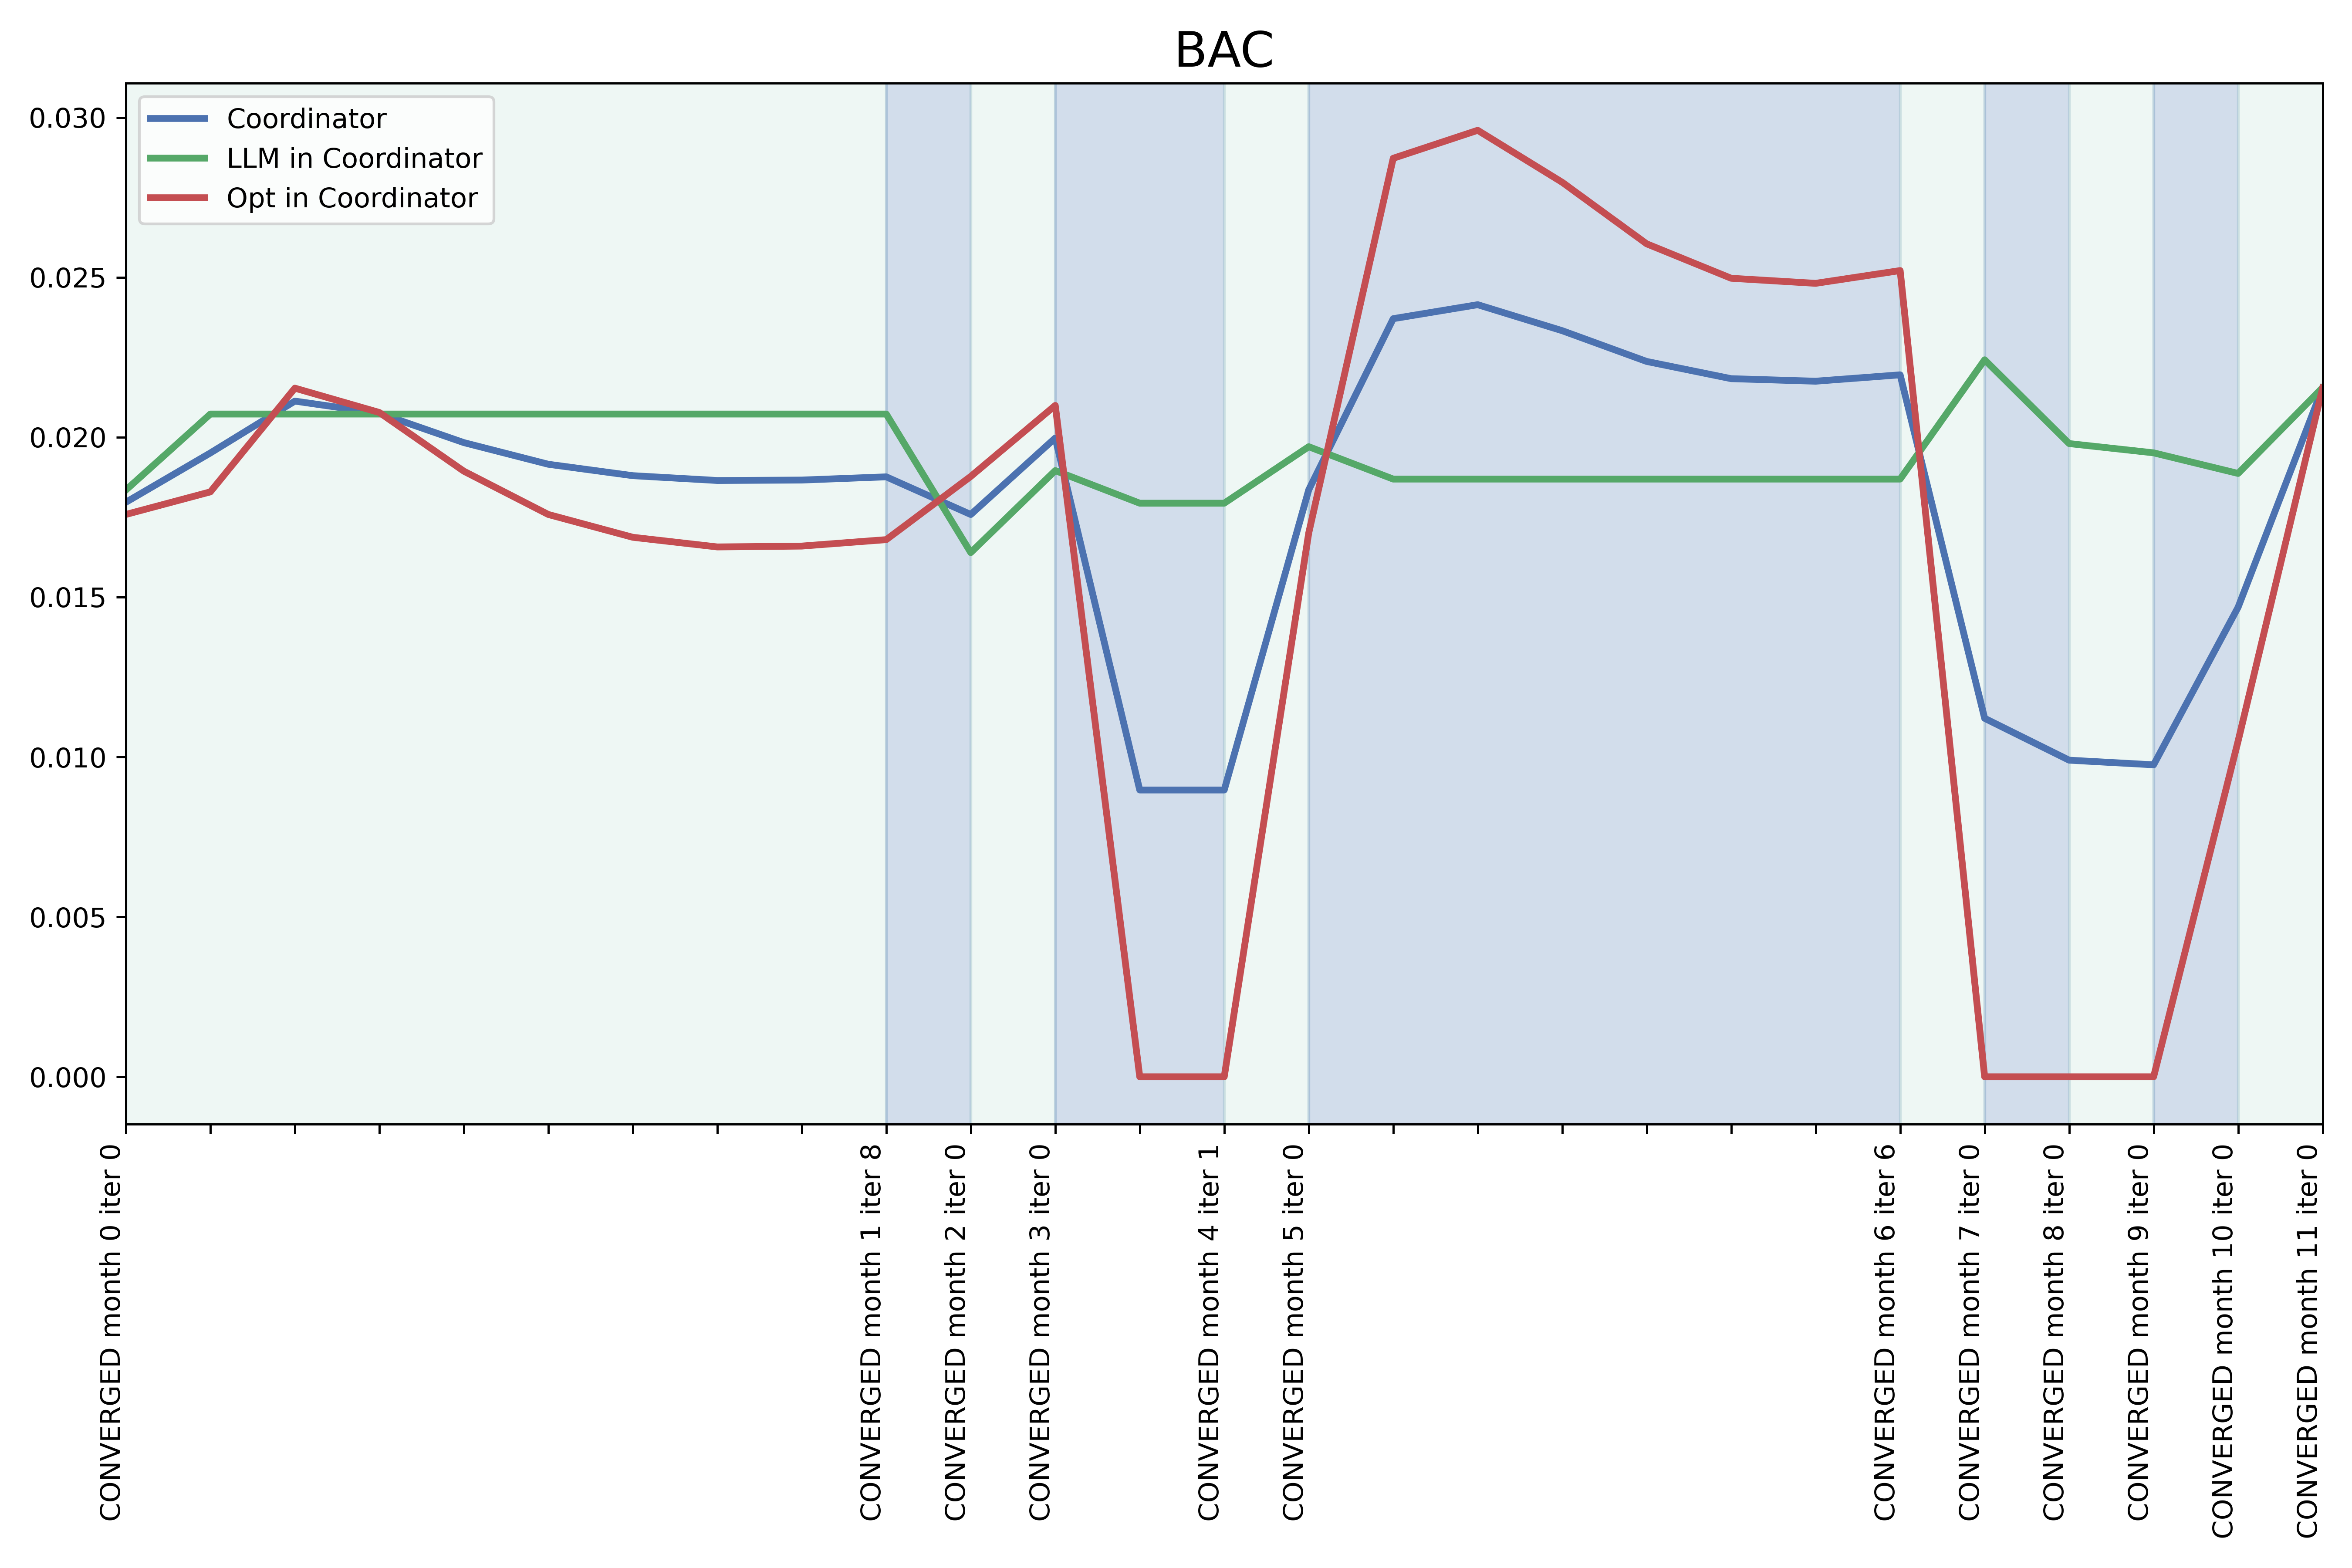 BAC
Coordinator
LLM in Coordinator
Opt in Coordinator
0.030
0.025
0.020
0.015
0.010
0.005
0.000
CONVERGED month 0 iter 0
CONVERGED month 1 iter 8
CONVERGED month 2 iter 0
CONVERGED month 3 iter 0
CONVERGED month 4 iter 1
CONVERGED month 5 iter 0
CONVERGED month 6 iter 6
CONVERGED month 7 iter 0
CONVERGED month 8 iter 0
CONVERGED month 9 iter 0
CONVERGED month 10 iter 0
CONVERGED month 11 iter 0